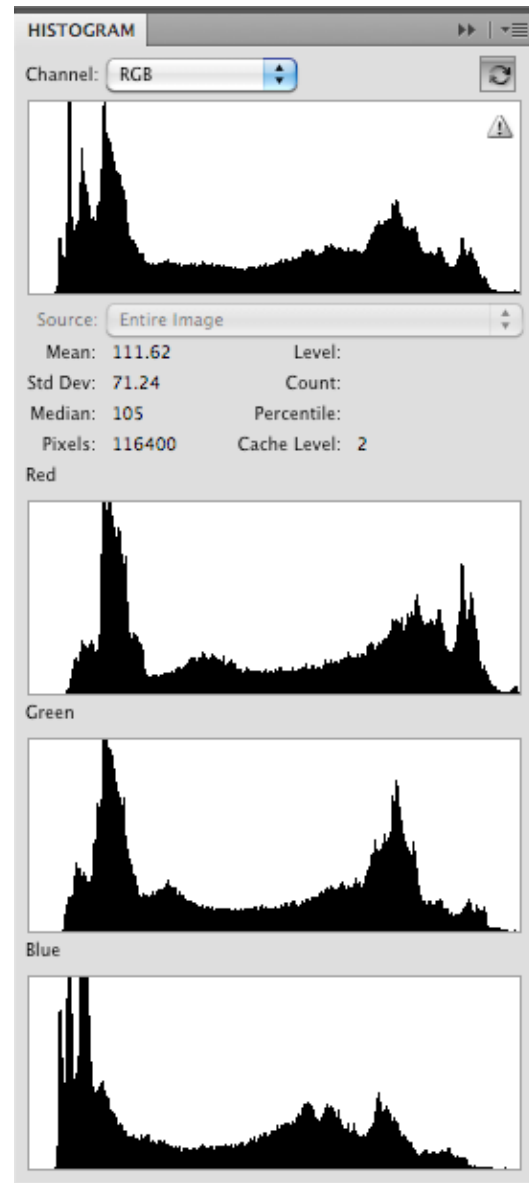 HISTOGRAM
Channel: RGB
Source: Entire Image
Mean: 111.62 Level:
Std Dev: 71.24 Count:
Median: 105 Percentile:
Pixels: 116400 Cache Level: 2
Red
Green
Blue